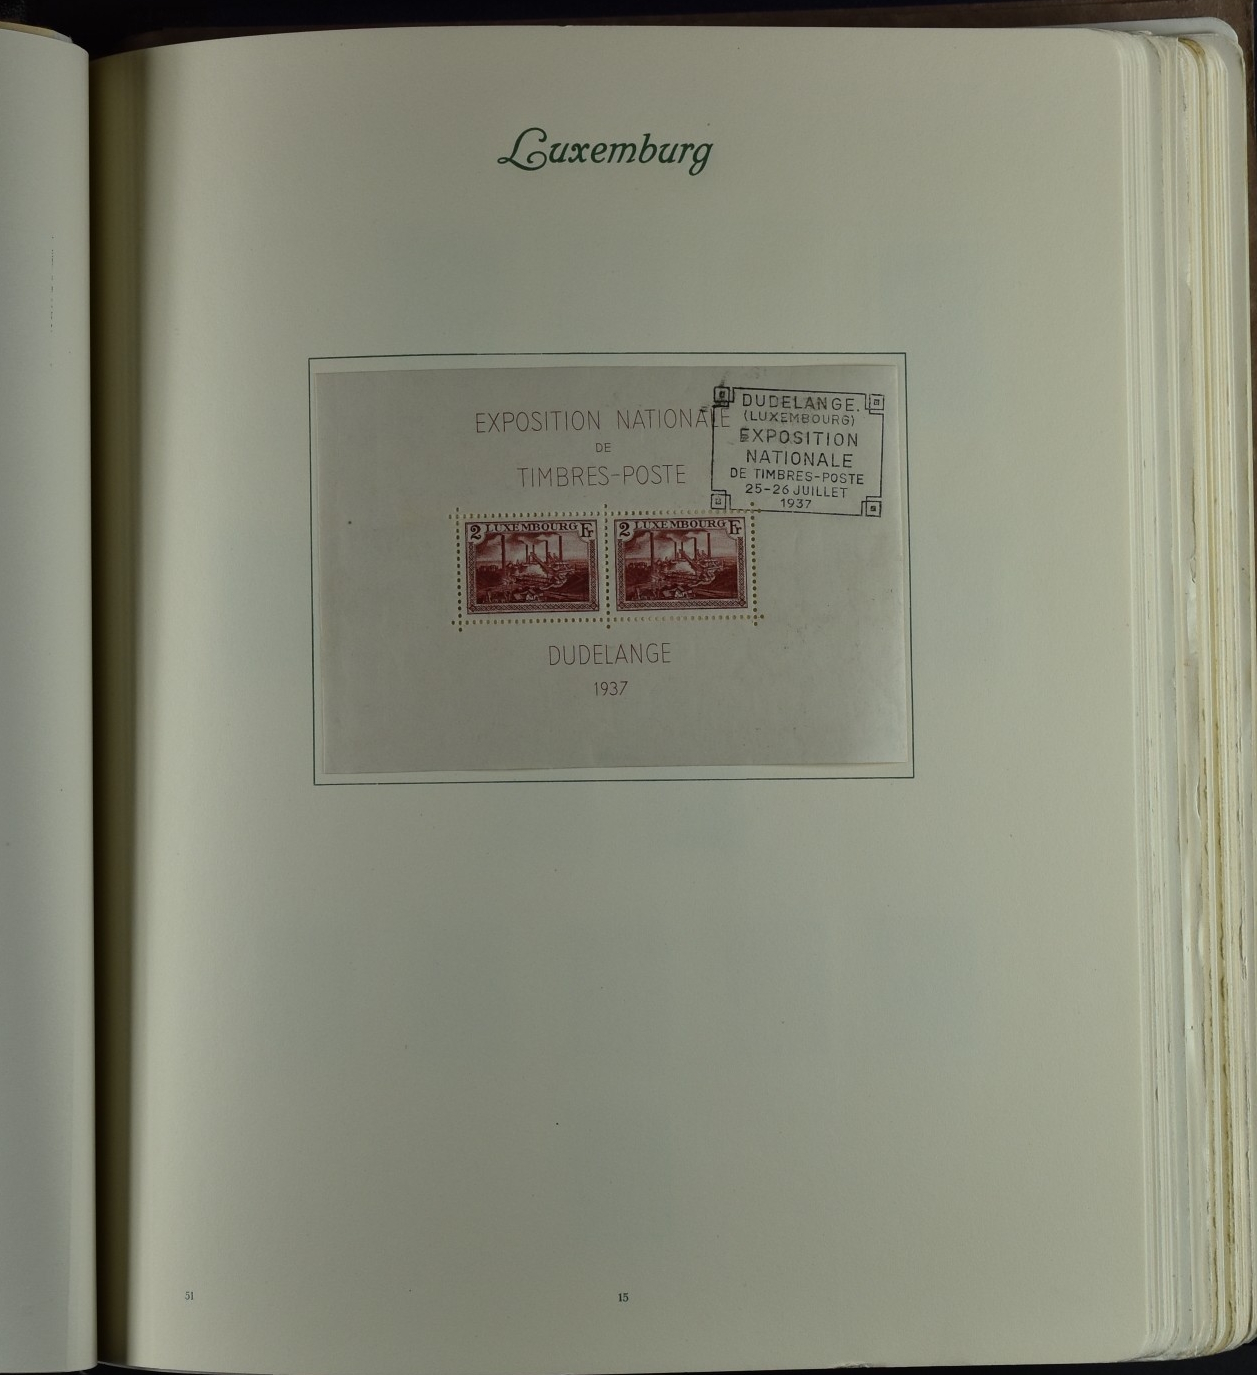 Luxemburg
EXPOSITION NATIONALE
DE
TIMBRES-POSTE
DUDELANGE.
(LUXEMBOURG)
EXPOSITION
NATIONALE
DE TIMBRES-POSTE
25-26 JUILLET
1937
2 LUXEMBOURG Fr
2 LUXEMBOURG Fr
DUDELANGE
1937
51
15